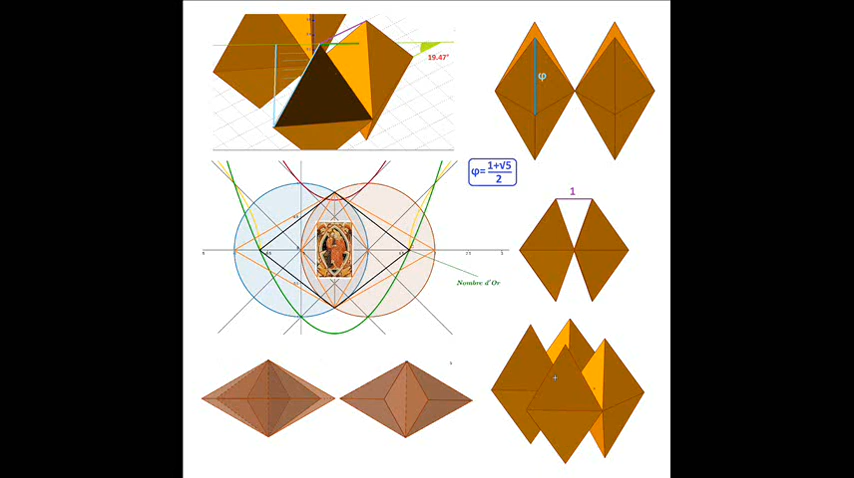 19.47°
φ
φ= 1+√5
2
1
Nombre d'Or